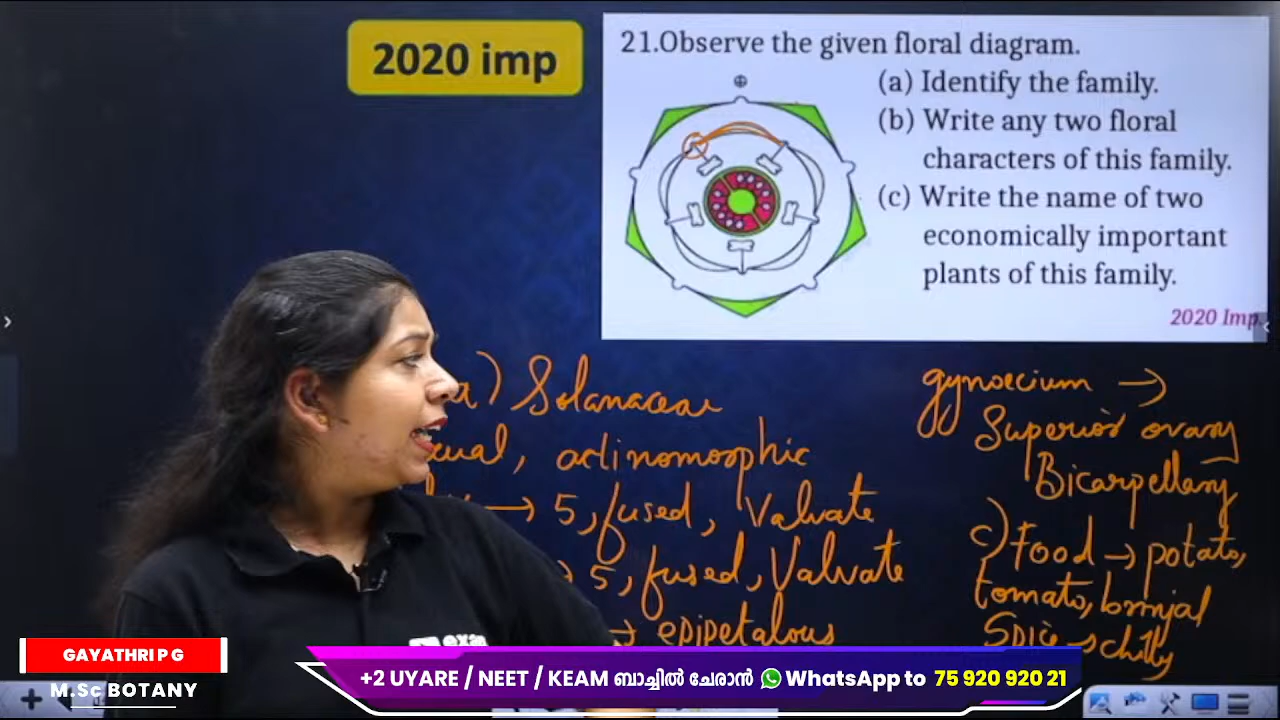 2020 imp
21.Observe the given floral diagram.
(a) Identify the family.
(b) Write any two floral
characters of this family.
(c) Write the name of two
economically important
plants of this family.
2020 Imp.
a) Solanaceae
xual, actinomorphic
→ 5, fused, Valvate
→ 5, fused, Valvate
→ epipetalous
gynoecium →
Superior ovary
Bicarpellary
c) Food → potato,
tomato, brinjal
Spice → chilly
exam
GAYATHRI P G
M.Sc BOTANY
+2 UYARE / NEET / KEAM ബാച്ചിൽ ചേരാൻ WhatsApp to 75 920 920 21